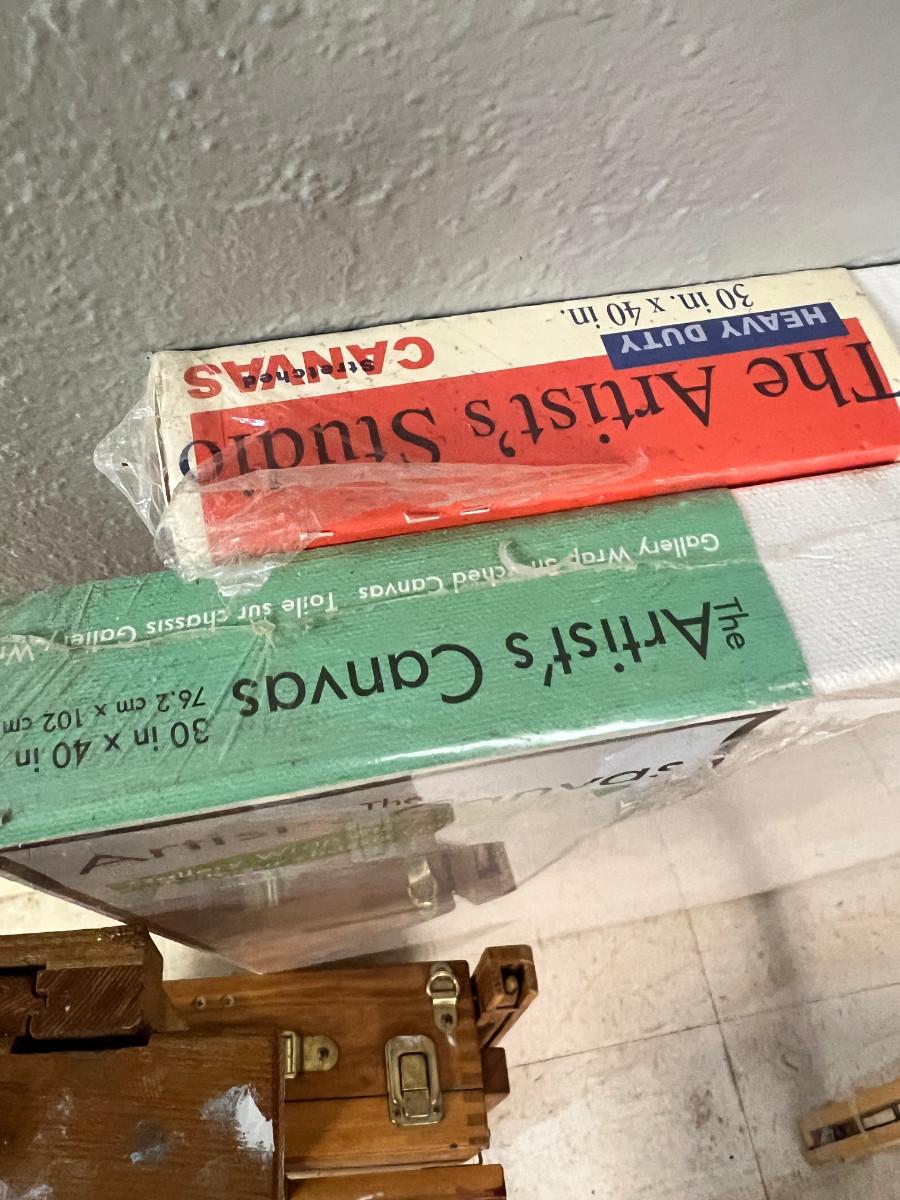 The Artist's Studio
HEAVY DUTY
30 in. x 40 in.
Stretched
CANVAS
The Artist's Canvas
30 in x 40 in
76.2 cm x 102 cm
Gallery Wrap Canvas Toile sur chassis
The